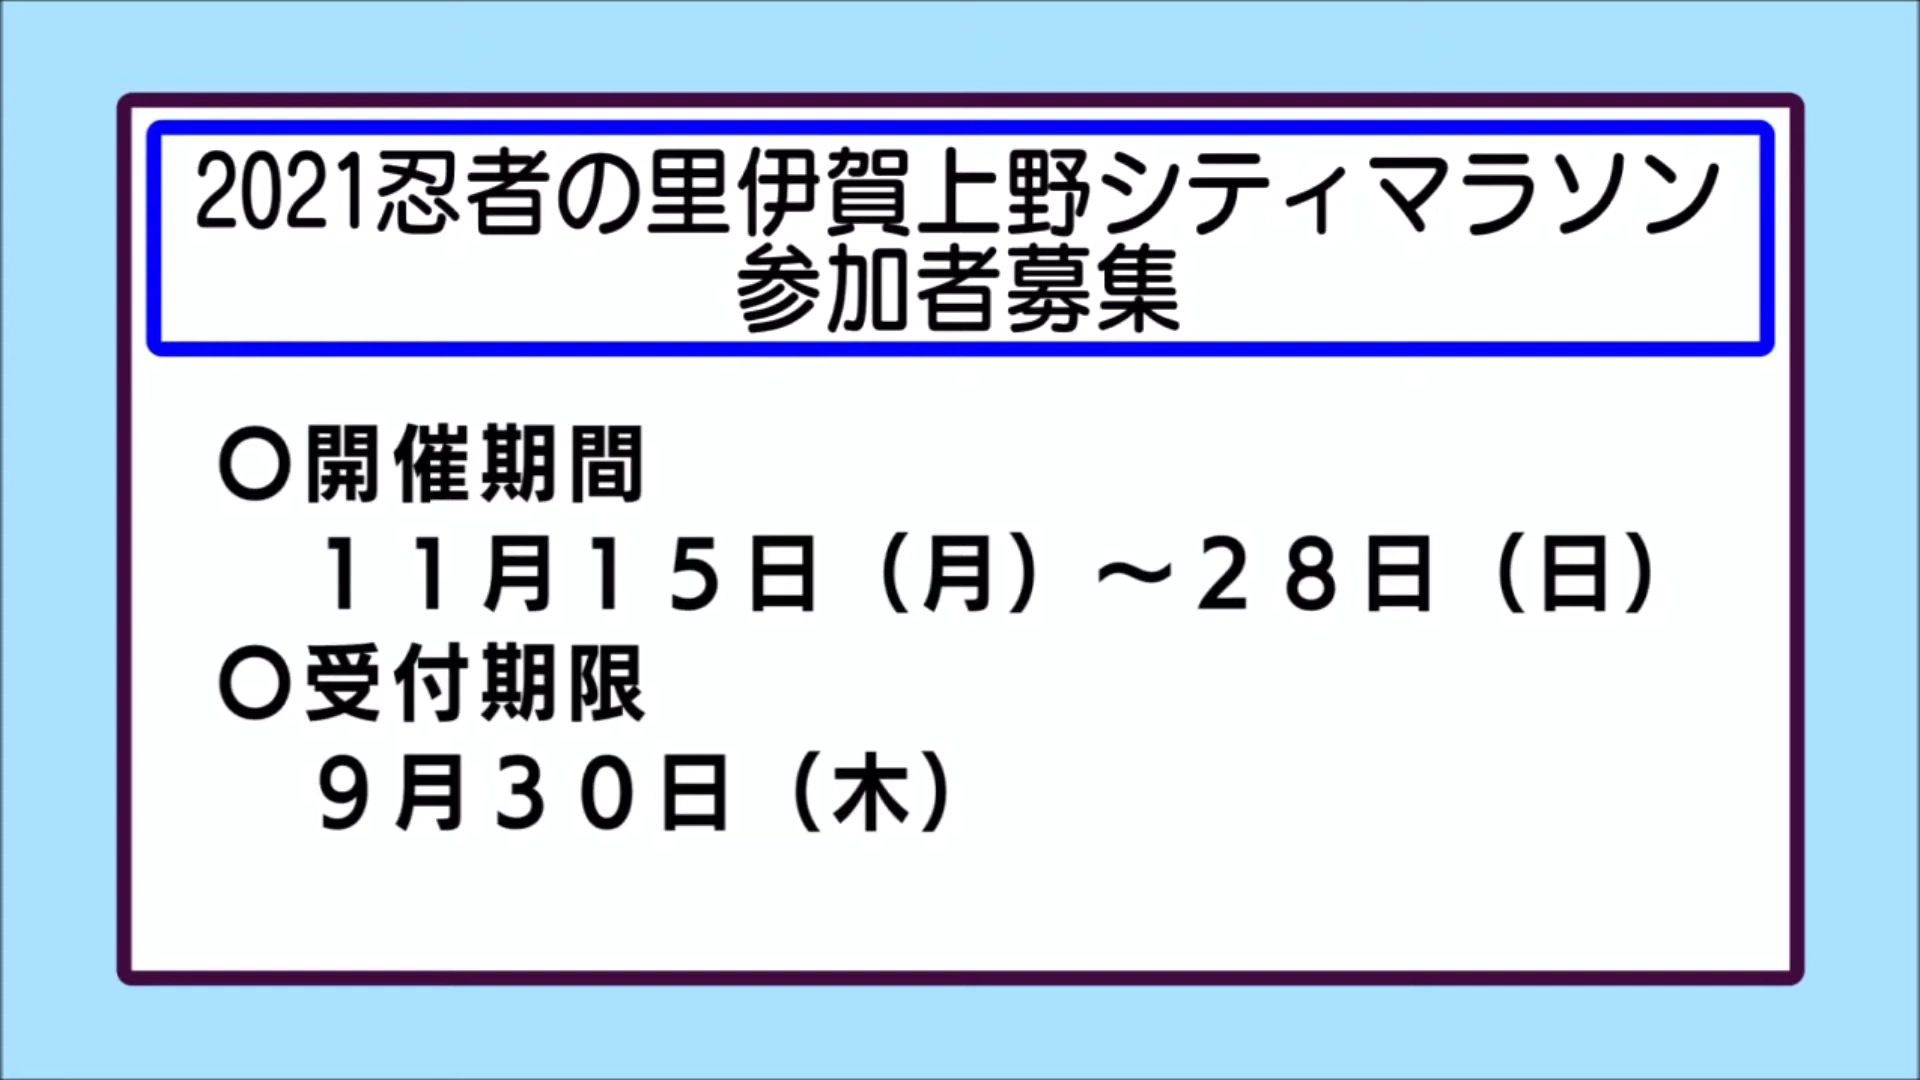 2021忍者の里伊賀上野シティマラソン
参加者募集
〇開催期間
１１月１５日（月）～２８日（日）
〇受付期限
９月３０日（木）